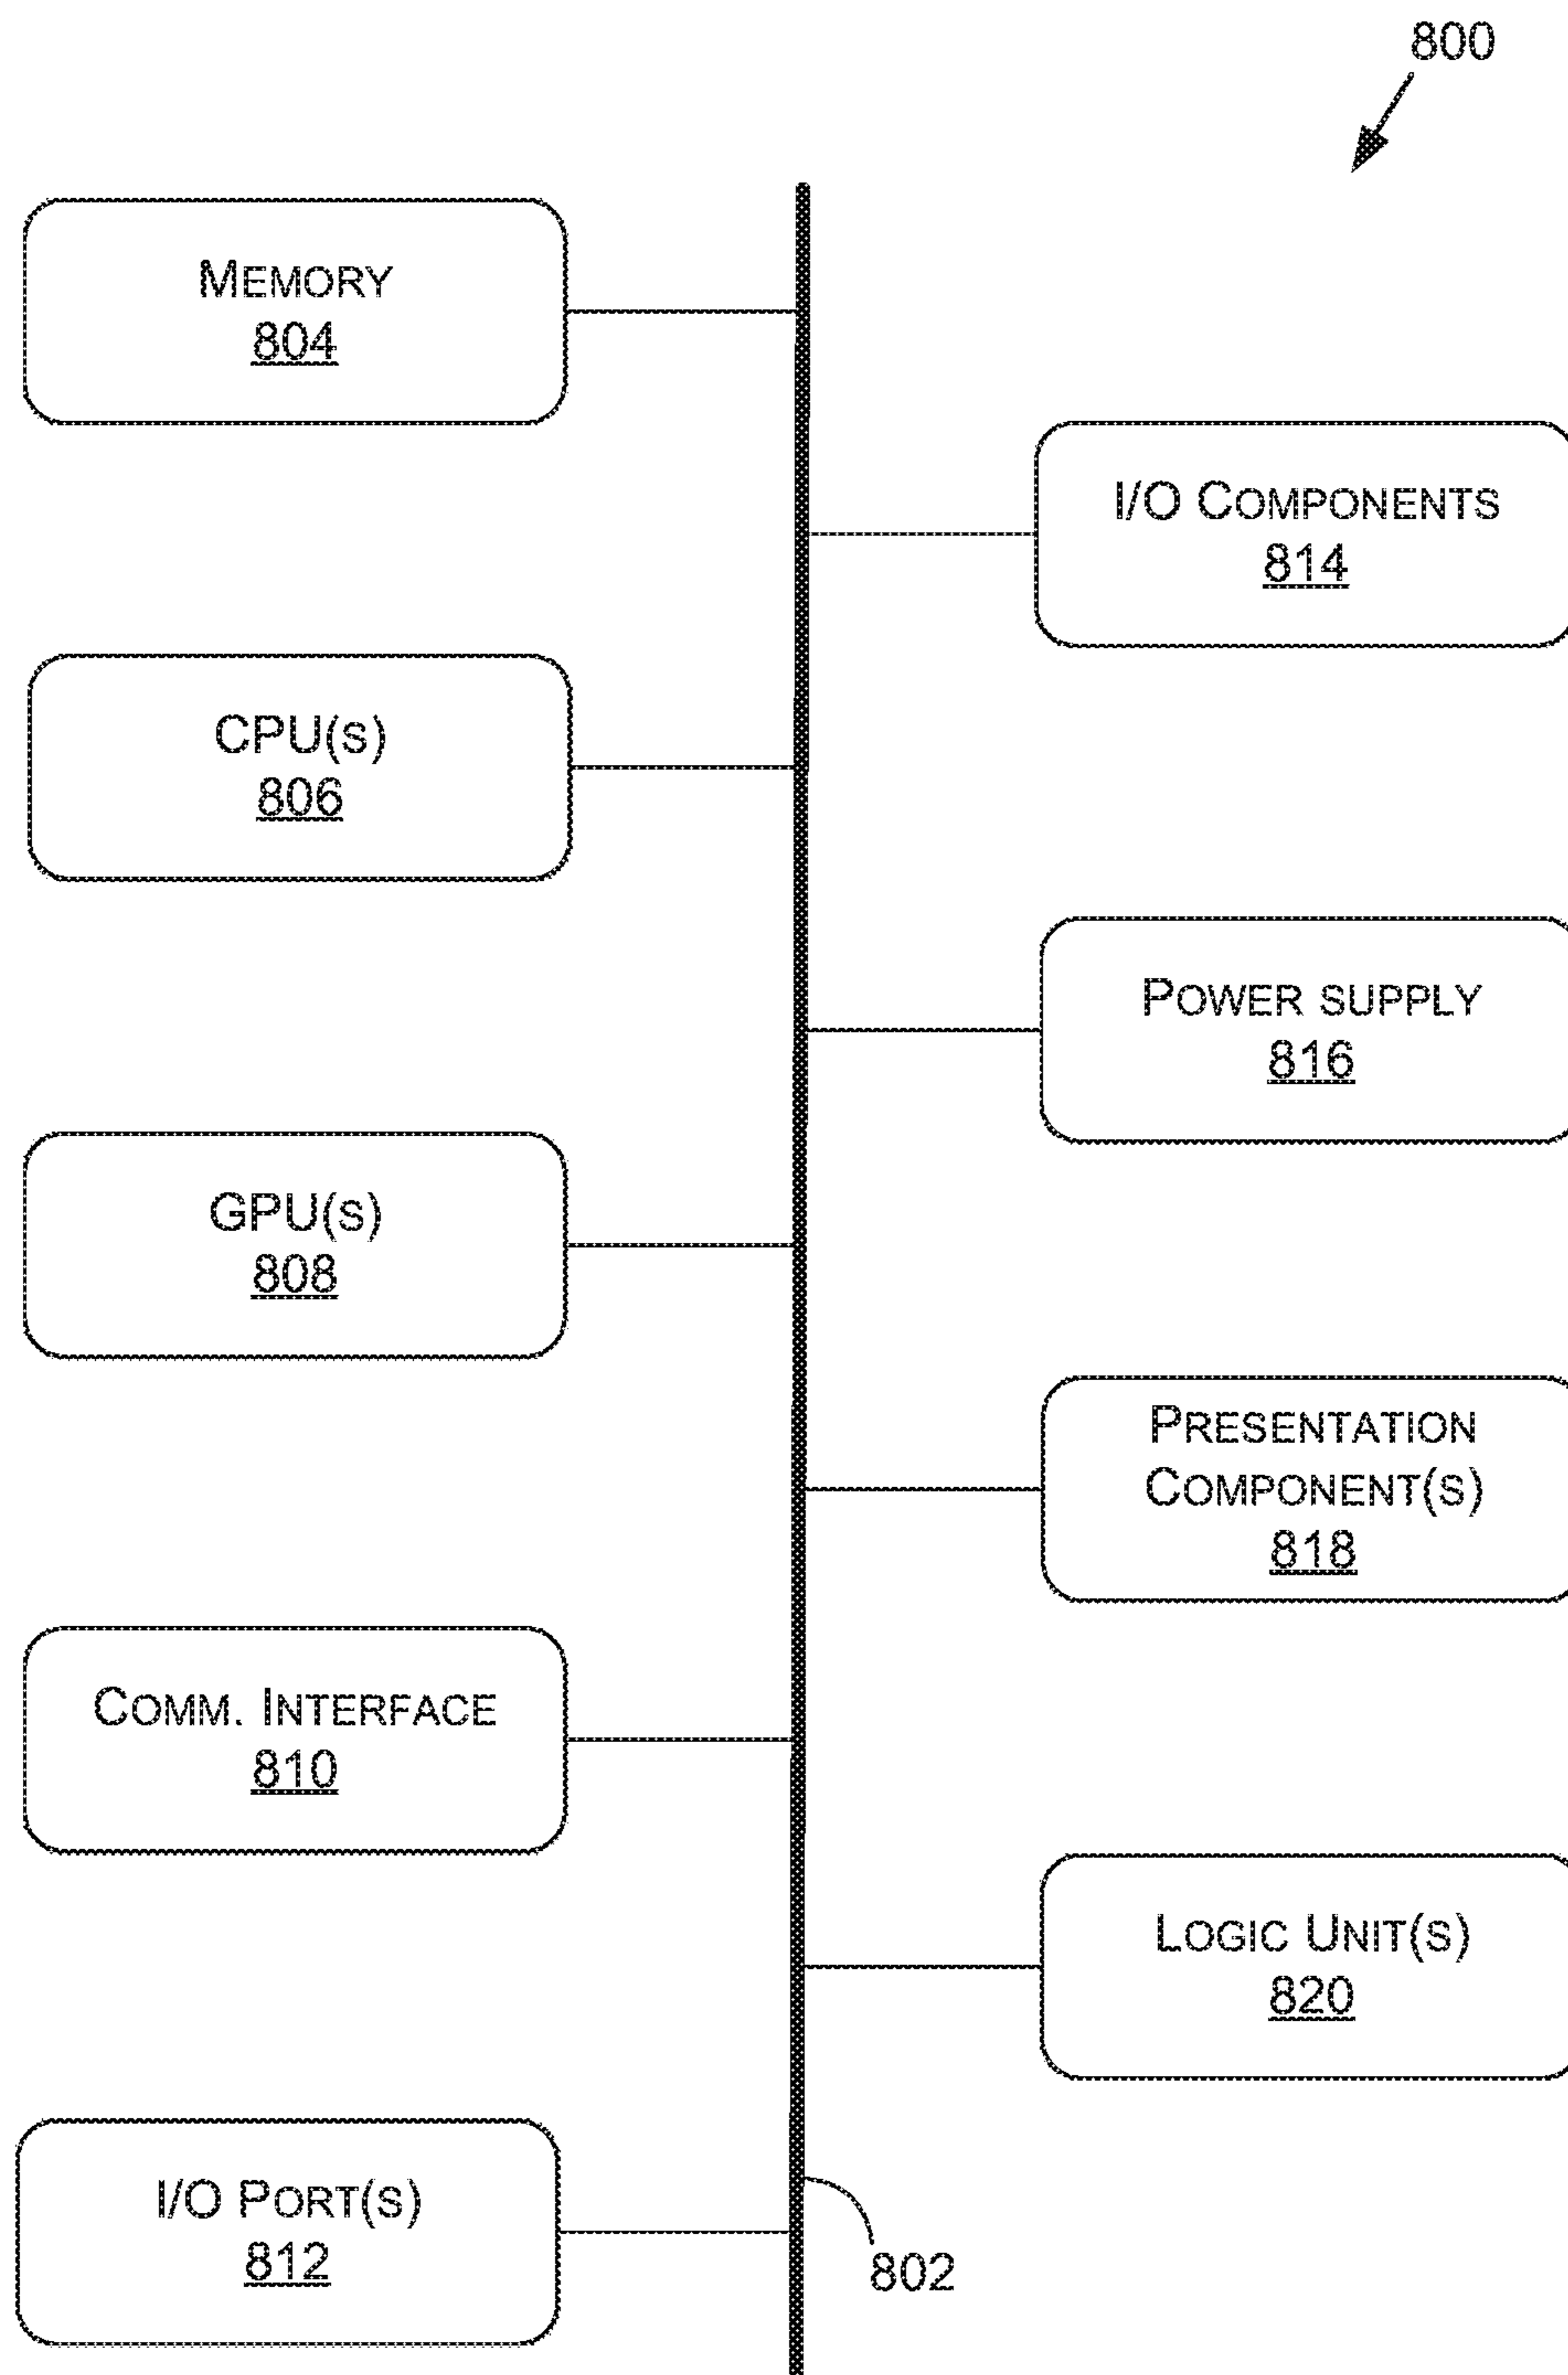 800
MEMORY
804
I/O COMPONENTS
814
CPU(S)
806
POWER SUPPLY
816
GPU(S)
808
PRESENTATION
COMPONENT(S)
818
COMM. INTERFACE
810
LOGIC UNIT(S)
820
I/O PORT(S)
812
802